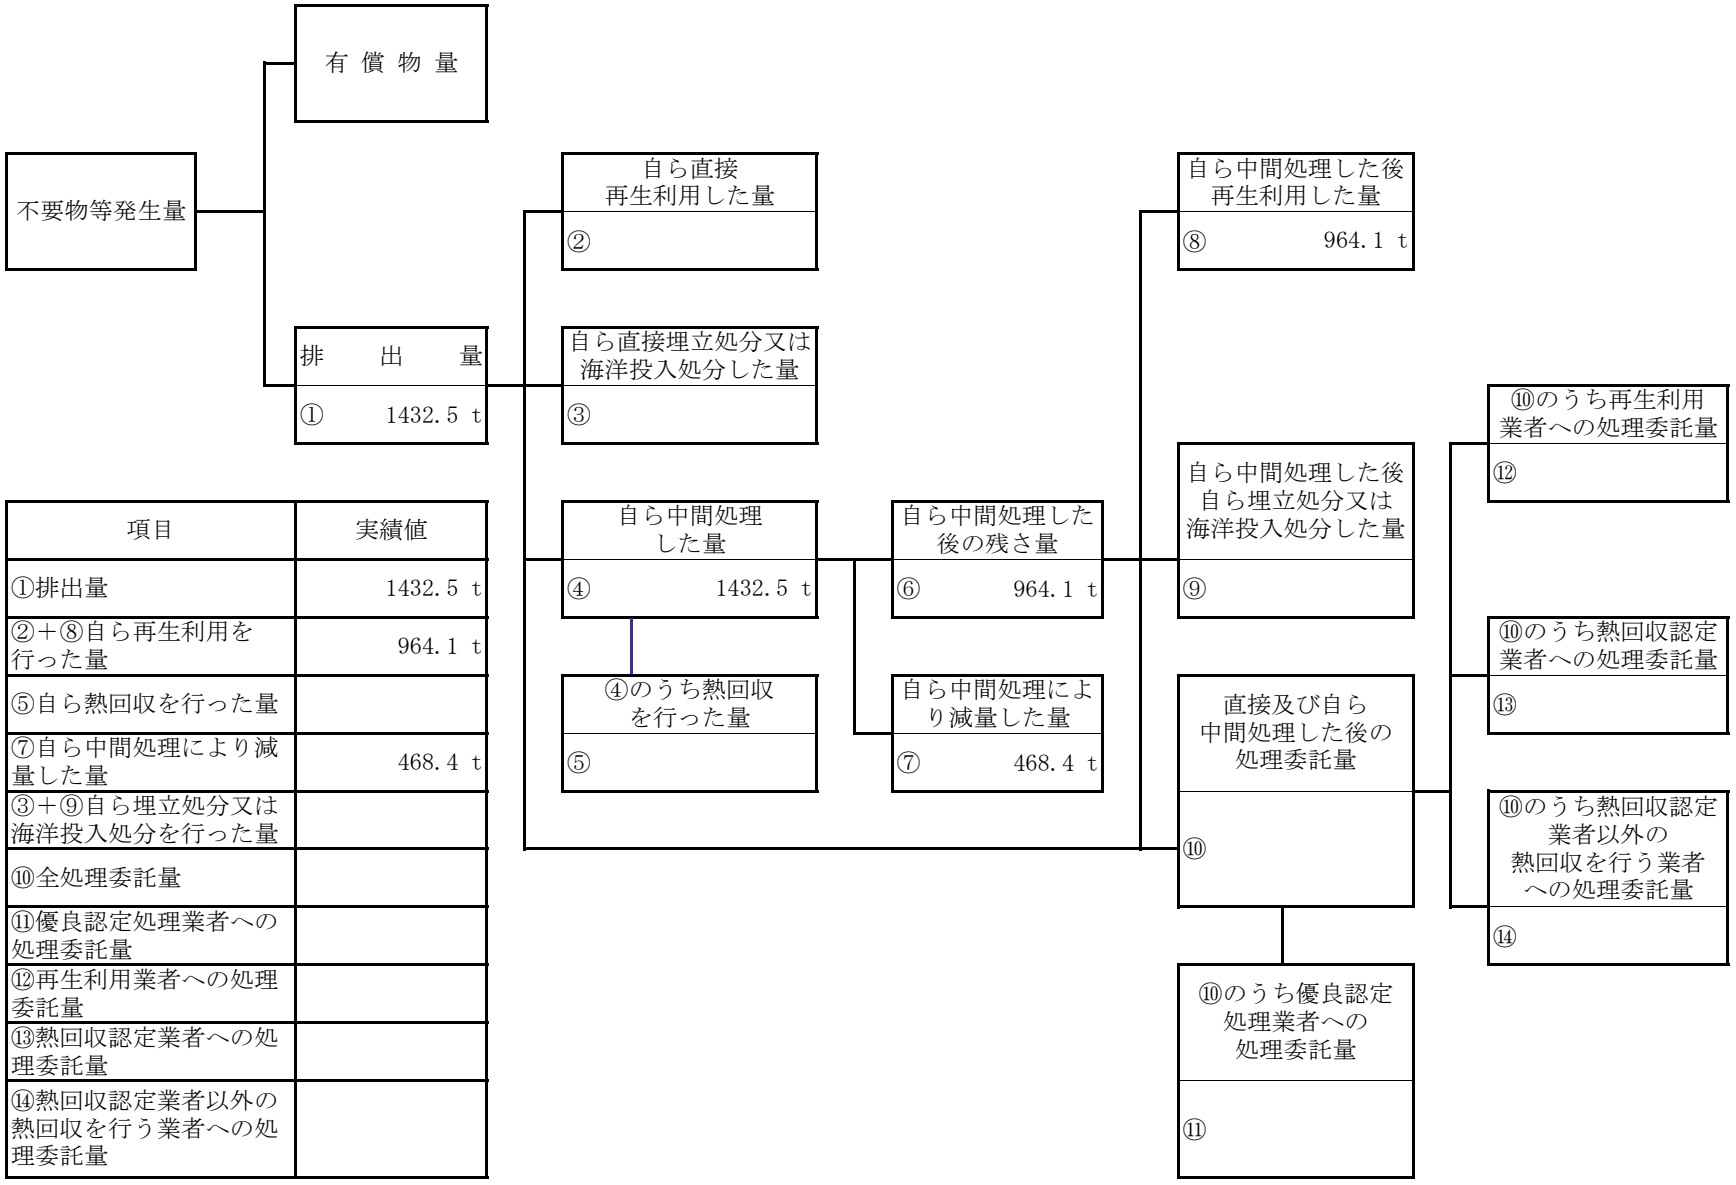 有 償 物 量
不要物等発生量
自ら直接
再生利用した量
②
自ら中間処理した後
再生利用した量
⑧ 964.1 t
排 出 量
① 1432.5 t
自ら直接埋立処分又は
海洋投入処分した量
③
⑩のうち再生利用
業者への処理委託量
⑫
自ら中間処理した後
自ら埋立処分又は
海洋投入処分した量
⑨
自ら中間処理
した量
④ 1432.5 t
自ら中間処理した
後の残さ量
⑥ 964.1 t
⑩のうち熱回収認定
業者への処理委託量
⑬
④のうち熱回収
を行った量
⑤
自ら中間処理によ
り減量した量
⑦ 468.4 t
直接及び自ら
中間処理した後の
処理委託量
⑩
⑩のうち熱回収認定
業者以外の
熱回収を行う業者
への処理委託量
⑭
⑩のうち優良認定
処理業者への
処理委託量
⑪
項目 実績値
①排出量 1432.5 t
②＋⑧自ら再生利用を
行った量 964.1 t
⑤自ら熱回収を行った量
⑦自ら中間処理により減
量した量 468.4 t
③＋⑨自ら埋立処分又は
海洋投入処分を行った量
⑩全処理委託量
⑪優良認定処理業者への
処理委託量
⑫再生利用業者への処理
委託量
⑬熱回収認定業者への処
理委託量
⑭熱回収認定業者以外の
熱回収を行う業者への処
理委託量